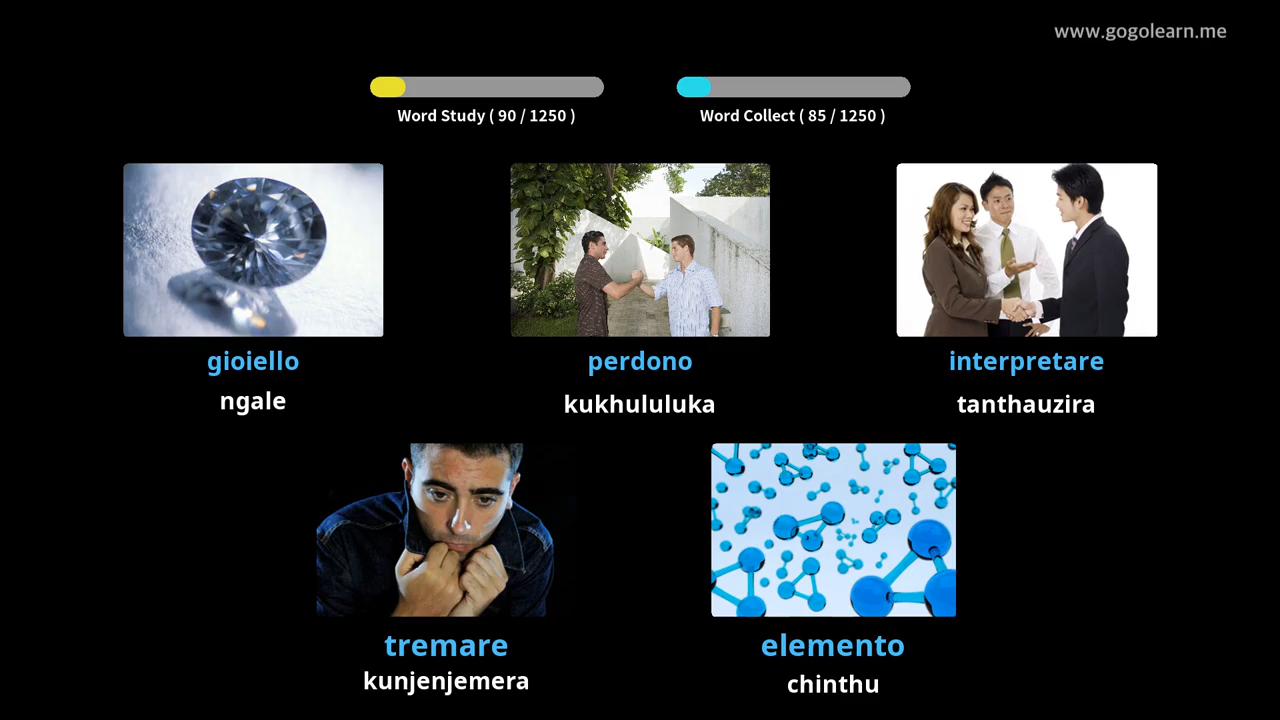 www.gogolearn.me
Word Study ( 90 / 1250 )
Word Collect ( 85 / 1250 )
gioiello
ngale
perdono
kukhululuka
interpretare
tanthauzira
tremare
kunjenjemera
elemento
chinthu